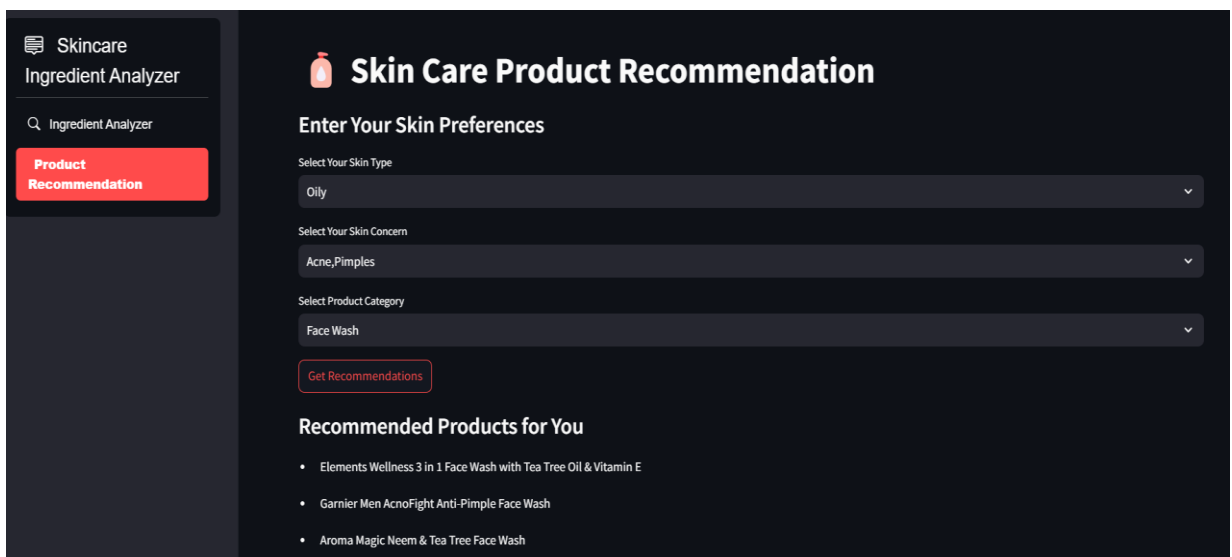 Skincare
Ingredient Analyzer
Ingredient Analyzer
Product
Recommendation
Skin Care Product Recommendation
Enter Your Skin Preferences
Select Your Skin Type
Oily
Select Your Skin Concern
Acne,Pimples
Select Product Category
Face Wash
Get Recommendations
Recommended Products for You
Elements Wellness 3 in 1 Face Wash with Tea Tree Oil & Vitamin E
Garnier Men AcnoFight Anti-Pimple Face Wash
Aroma Magic Neem & Tea Tree Face Wash